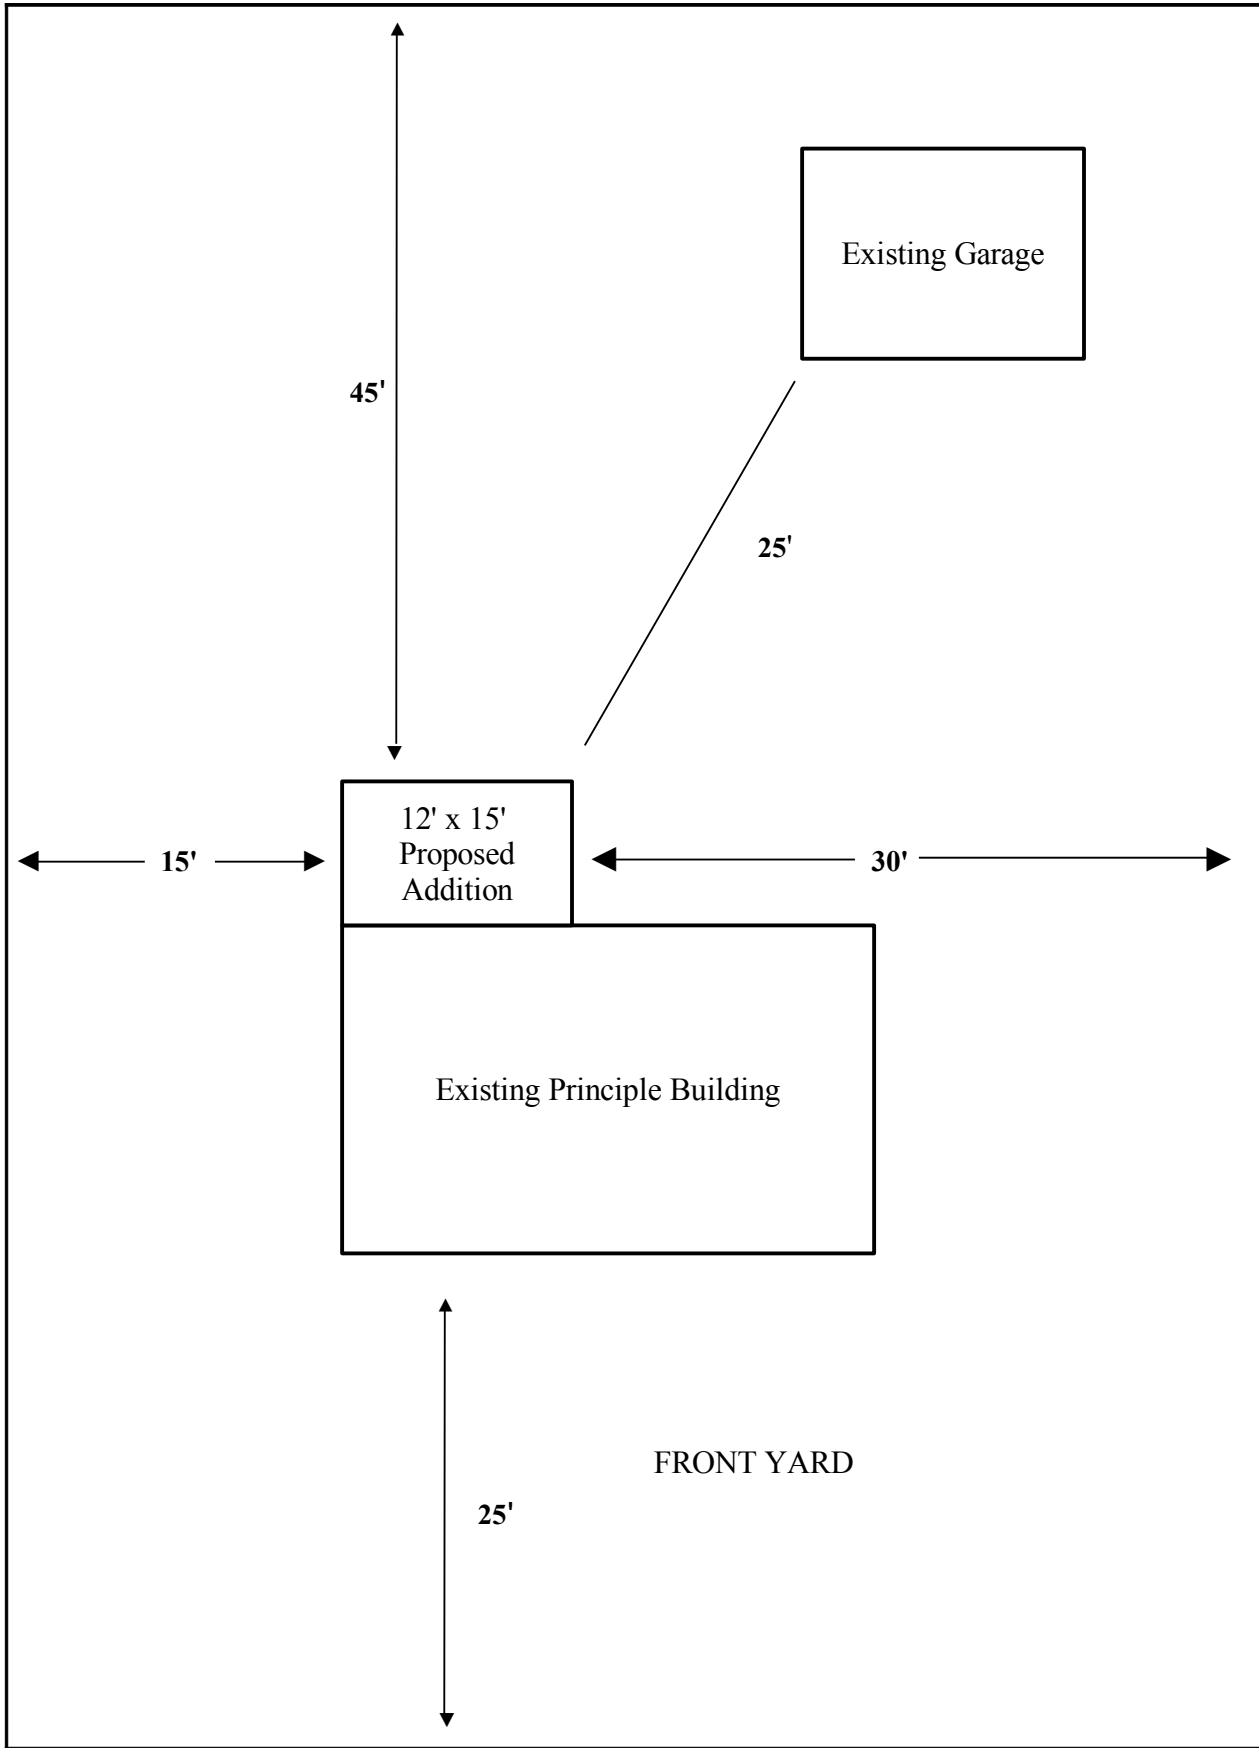 Existing Garage
45'
25'
12' x 15'
Proposed
Addition
15'
30'
Existing Principle Building
FRONT YARD
25'